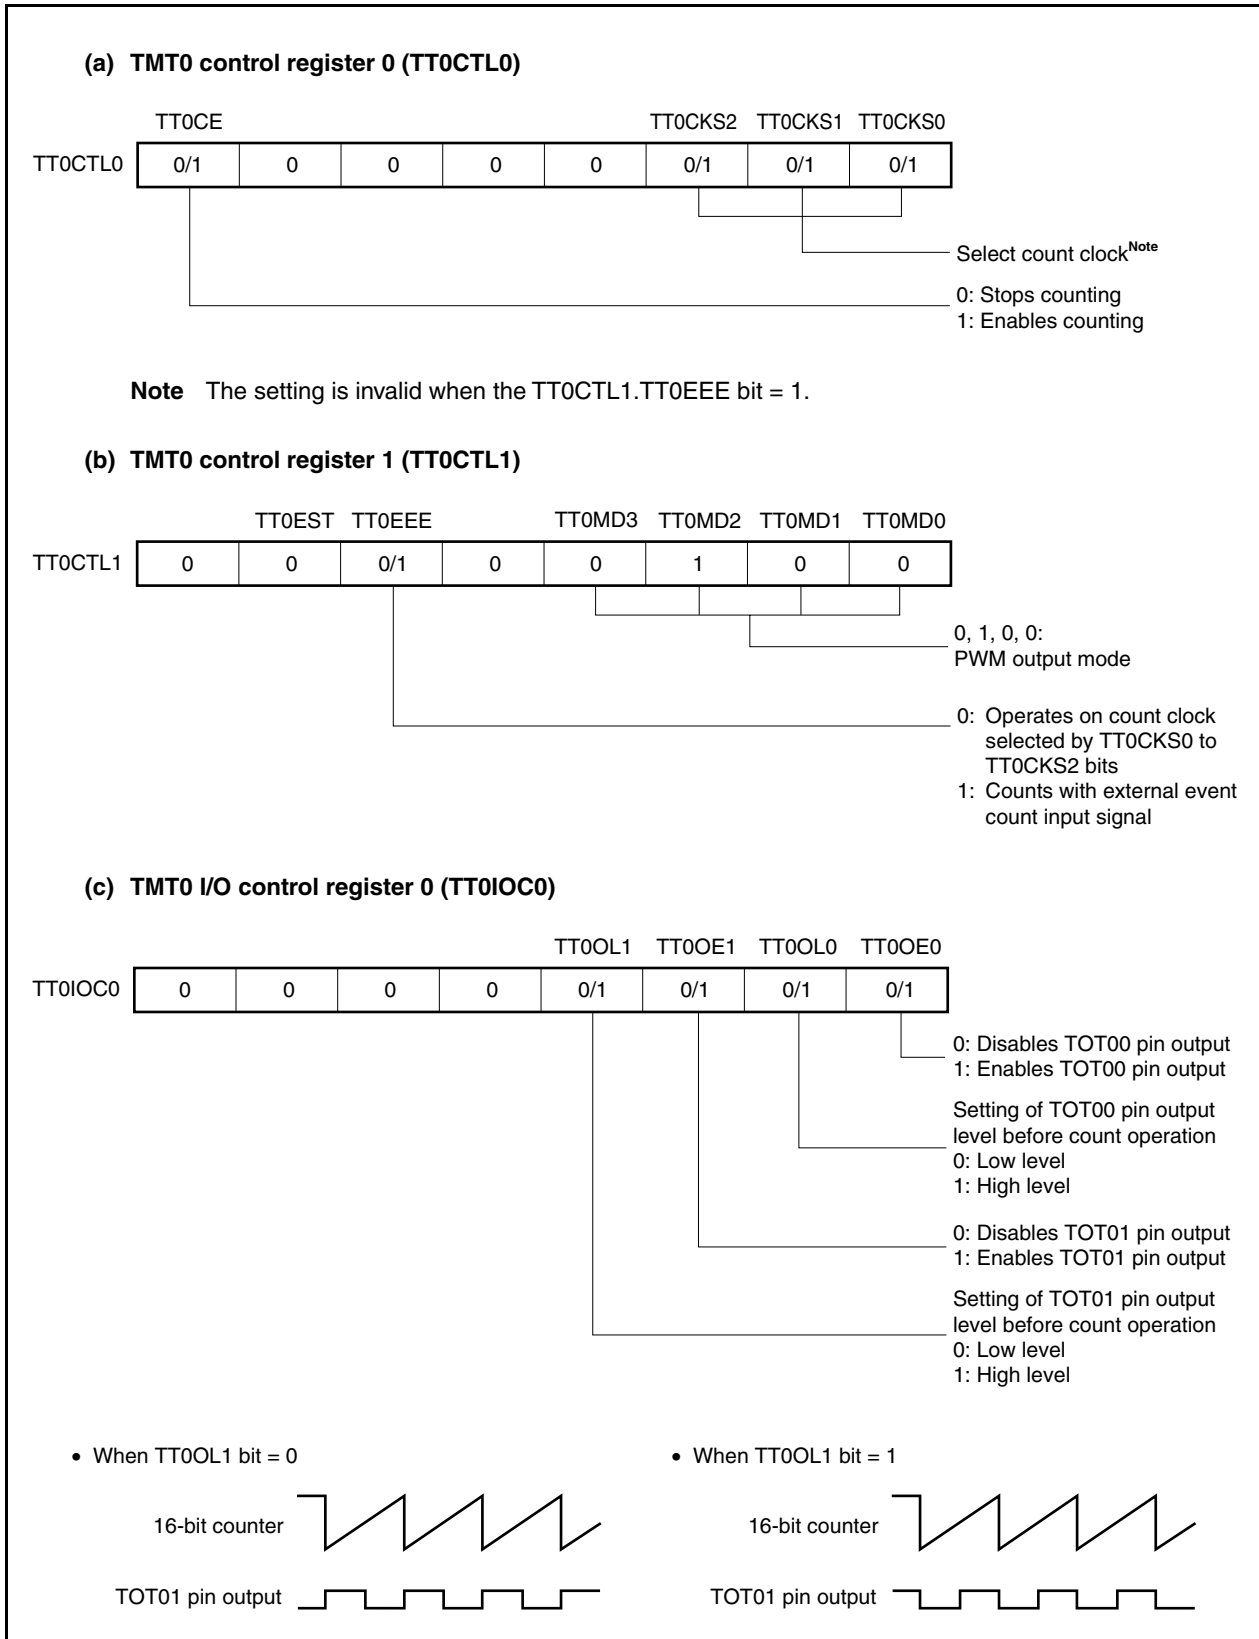 (a) TMT0 control register 0 (TT0CTL0)
TT0CE TT0CKS2 TT0CKS1 TT0CKS0
TT0CTL0 0/1 0 0 0 0 0/1 0/1 0/1
Select count clockNote
0: Stops counting
1: Enables counting
Note The setting is invalid when the TT0CTL1.TT0EEE bit = 1.
(b) TMT0 control register 1 (TT0CTL1)
TT0EST TT0EEE TT0MD3 TT0MD2 TT0MD1 TT0MD0
TT0CTL1 0 0 0/1 0 0 1 0 0
0, 1, 0, 0:
PWM output mode
0: Operates on count clock
selected by TT0CKS0 to
TT0CKS2 bits
1: Counts with external event
count input signal
(c) TMT0 I/O control register 0 (TT0IOC0)
TT0OL1 TT0OE1 TT0OL0 TT0OE0
TT0IOC0 0 0 0 0 0/1 0/1 0/1 0/1
0: Disables TOT00 pin output
1: Enables TOT00 pin output
Setting of TOT00 pin output
level before count operation
0: Low level
1: High level
0: Disables TOT01 pin output
1: Enables TOT01 pin output
Setting of TOT01 pin output
level before count operation
0: Low level
1: High level
• When TT0OL1 bit = 0
16-bit counter
TOT01 pin output
• When TT0OL1 bit = 1
16-bit counter
TOT01 pin output